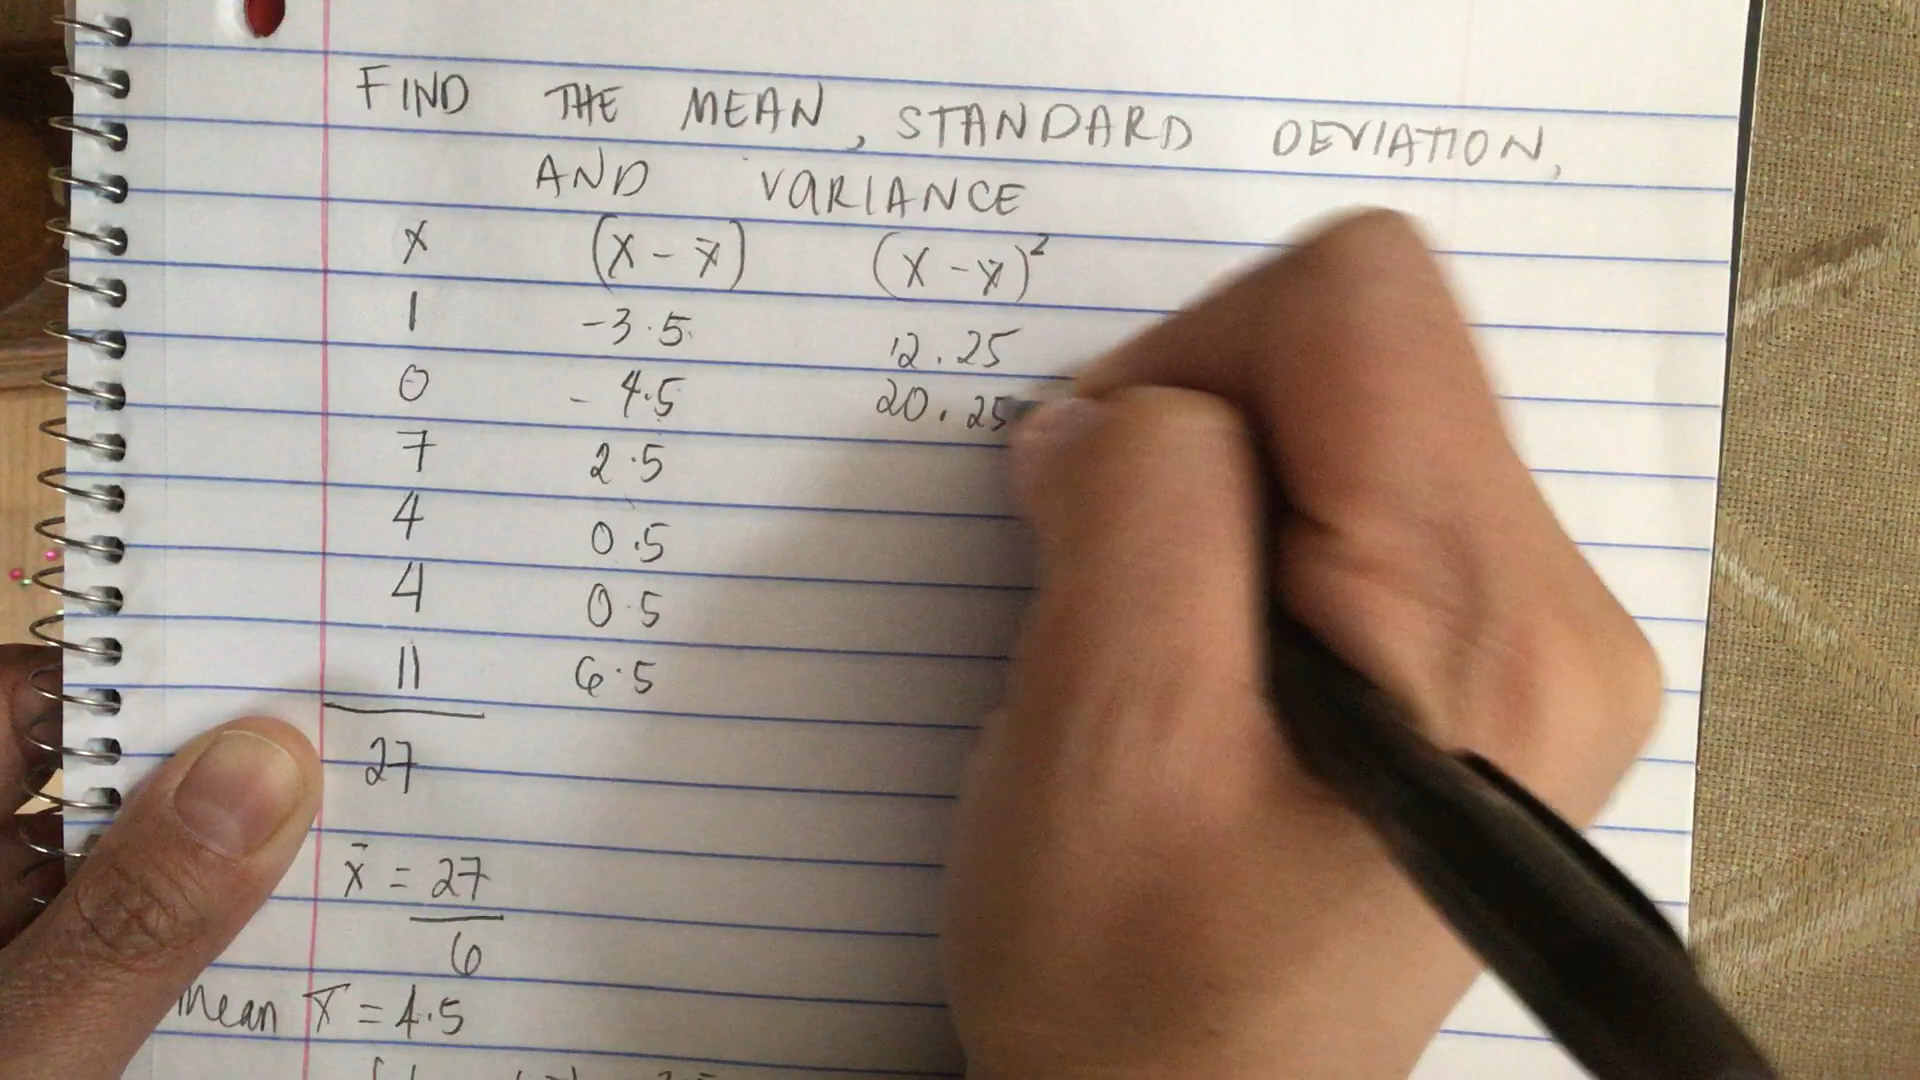 FIND THE MEAN, STANDARD DEVIATION,
AND VARIANCE
x (x - x̄) (x - x̄)²
1 -3.5 12.25
0 -4.5 20.25
7 2.5
4 0.5
4 0.5
11 6.5
27
x̄ = 27
6
mean x̄ = 4.5